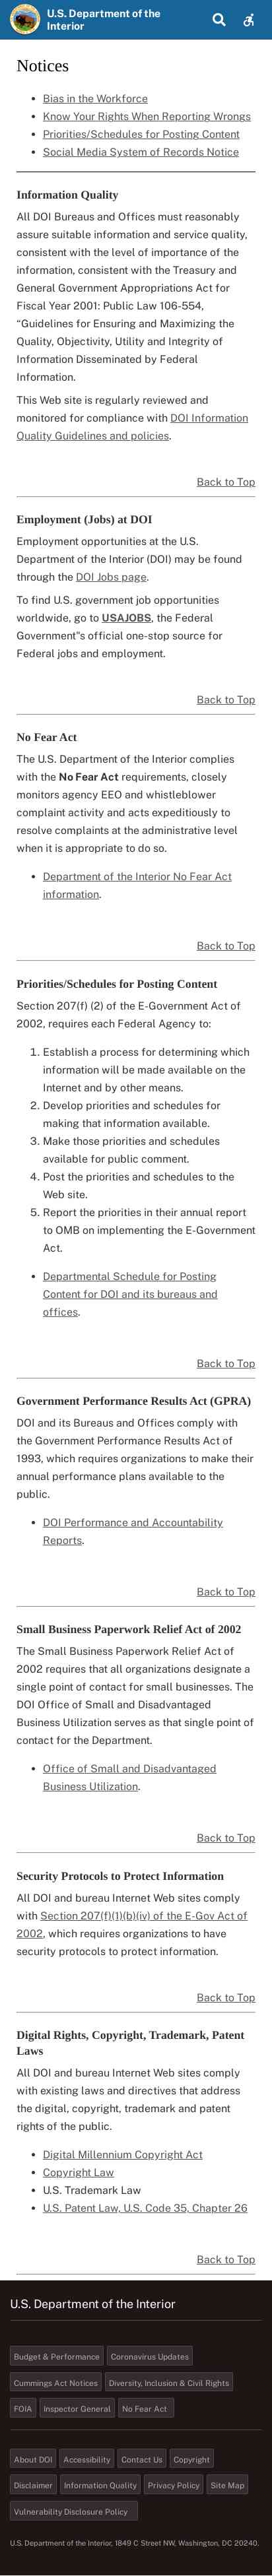 U.S. Department of the
Interior
Notices
Bias in the Workforce
Know Your Rights When Reporting Wrongs
Priorities/Schedules for Posting Content
Social Media System of Records Notice
Information Quality
All DOI Bureaus and Offices must reasonably
assure suitable information and service quality,
consistent with the level of importance of the
information, consistent with the Treasury and
General Government Appropriations Act for
Fiscal Year 2001: Public Law 106-554,
“Guidelines for Ensuring and Maximizing the
Quality, Objectivity, Utility and Integrity of
Information Disseminated by Federal
Information.
This Web site is regularly reviewed and
monitored for compliance with DOI Information
Quality Guidelines and policies.
Back to Top
Employment (Jobs) at DOI
Employment opportunities at the U.S.
Department of the Interior (DOI) may be found
through the DOI Jobs page.
To find U.S. government job opportunities
worldwide, go to USAJOBS, the Federal
Government"s official one-stop source for
Federal jobs and employment.
Back to Top
No Fear Act
The U.S. Department of the Interior complies
with the No Fear Act requirements, closely
monitors agency EEO and whistleblower
complaint activity and acts expeditiously to
resolve complaints at the administrative level
when it is appropriate to do so.
Department of the Interior No Fear Act
information.
Back to Top
Priorities/Schedules for Posting Content
Section 207(f) (2) of the E-Government Act of
2002, requires each Federal Agency to:
1. Establish a process for determining which
information will be made available on the
Internet and by other means.
2. Develop priorities and schedules for
making that information available.
3. Make those priorities and schedules
available for public comment.
4. Post the priorities and schedules to the
Web site.
5. Report the priorities in their annual report
to OMB on implementing the E-Government
Act.
Departmental Schedule for Posting
Content for DOI and its bureaus and
offices.
Back to Top
Government Performance Results Act (GPRA)
DOI and its Bureaus and Offices comply with
the Government Performance Results Act of
1993, which requires organizations to make their
annual performance plans available to the
public.
DOI Performance and Accountability
Reports.
Back to Top
Small Business Paperwork Relief Act of 2002
The Small Business Paperwork Relief Act of
2002 requires that all organizations designate a
single point of contact for small businesses. The
DOI Office of Small and Disadvantaged
Business Utilization serves as that single point of
contact for the Department.
Office of Small and Disadvantaged
Business Utilization.
Back to Top
Security Protocols to Protect Information
All DOI and bureau Internet Web sites comply
with Section 207(f)(1)(b)(iv) of the E-Gov Act of
2002, which requires organizations to have
security protocols to protect information.
Back to Top
Digital Rights, Copyright, Trademark, Patent
Laws
All DOI and bureau Internet Web sites comply
with existing laws and directives that address
the digital, copyright, trademark and patent
rights of the public.
Digital Millennium Copyright Act
Copyright Law
U.S. Trademark Law
U.S. Patent Law, U.S. Code 35, Chapter 26
Back to Top
U.S. Department of the Interior
Budget & Performance Coronavirus Updates
Cummings Act Notices Diversity, Inclusion & Civil Rights
FOIA Inspector General No Fear Act
About DOI Accessibility Contact Us Copyright
Disclaimer Information Quality Privacy Policy Site Map
Vulnerability Disclosure Policy
U.S. Department of the Interior, 1849 C Street NW, Washington, DC 20240.